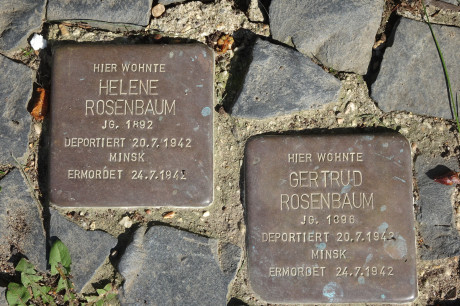 HIER WOHNTE
HELENE
ROSENBAUM
JG. 1892
DEPORTIERT 20.7.1942
MINSK
ERMORDET 24.7.1942
HIER WOHNTE
GERTRUD
ROSENBAUM
JG. 1896
DEPORTIERT 20.7.1942
MINSK
ERMORDET 24.7.1942